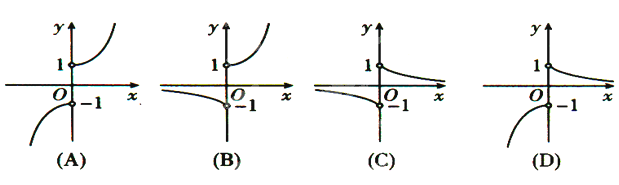 y y y y
1 1 1 1
O x O x O x O x
-1 -1 -1 -1
(A) (B) (C) (D)